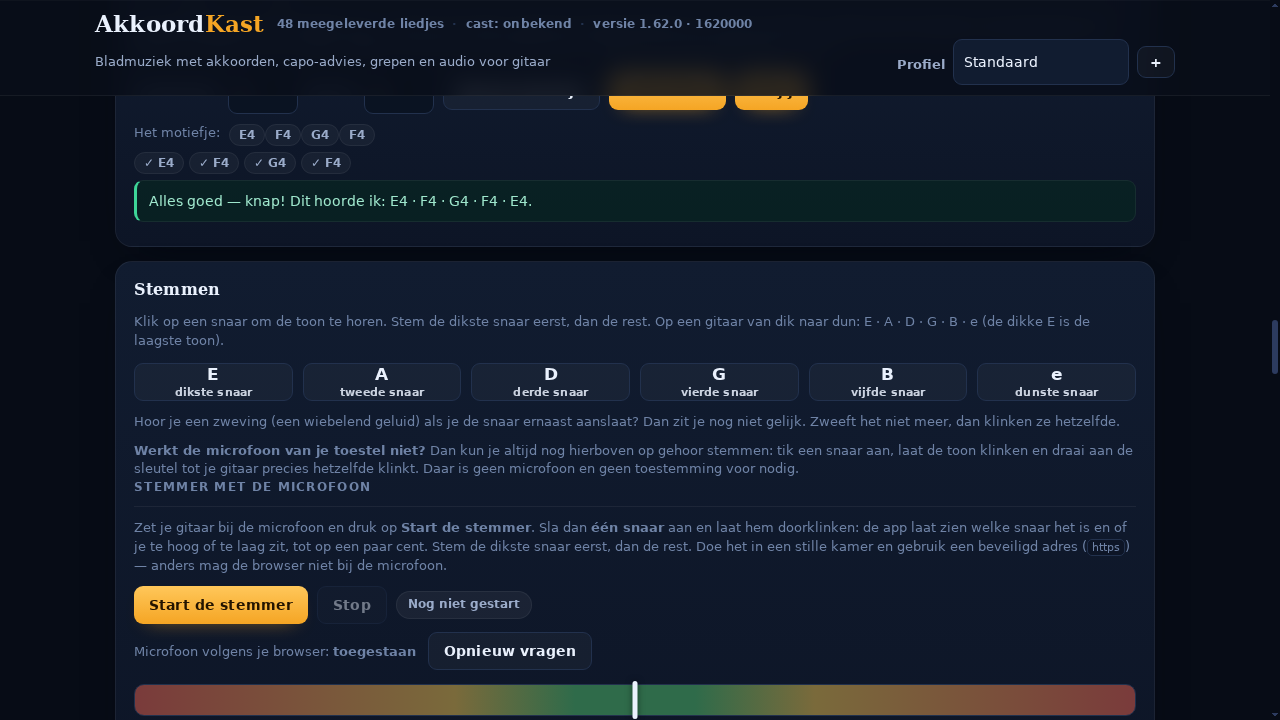 AkkoordKast 48 meegeleverde liedjes · cast: onbekend · versie 1.62.0 · 1620000
Bladmuziek met akkoorden, capo-advies, grepen en audio voor gitaar
Profiel Standaard +
Het motiefje: E4 F4 G4 F4
✓ E4 ✓ F4 ✓ G4 ✓ F4
Alles goed — knap! Dit hoorde ik: E4 · F4 · G4 · F4 · E4.
Stemmen
Klik op een snaar om de toon te horen. Stem de dikste snaar eerst, dan de rest. Op een gitaar van dik naar dun: E · A · D · G · B · e (de dikke E is de
laagste toon).
E A D G B e
dikste snaar tweede snaar derde snaar vierde snaar vijfde snaar dunste snaar
Hoor je een zweving (een wiebelend geluid) als je de snaar ernaast aanslaat? Dan zit je nog niet gelijk. Zweeft het niet meer, dan klinken ze hetzelfde.
Werkt de microfoon van je toestel niet? Dan kun je altijd nog hierboven op gehoor stemmen: tik een snaar aan, laat de toon klinken en draai aan de
sleutel tot je gitaar precies hetzelfde klinkt. Daar is geen microfoon en geen toestemming voor nodig.
STEMMER MET DE MICROFOON
Zet je gitaar bij de microfoon en druk op Start de stemmer. Sla dan één snaar aan en laat hem doorklinken: de app laat zien welke snaar het is en of
je te hoog of te laag zit, tot op een paar cent. Stem de dikste snaar eerst, dan de rest. Doe het in een stille kamer en gebruik een beveiligd adres (https)
— anders mag de browser niet bij de microfoon.
Start de stemmer Stop Nog niet gestart
Microfoon volgens je browser: toegestaan Opnieuw vragen